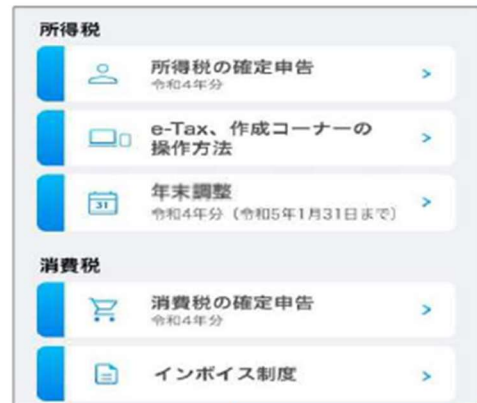 所得税
所得税の確定申告
令和4年分
e-Tax、作成コーナーの
操作方法
31
年末調整
令和4年分（令和5年1月31日まで）
消費税
消費税の確定申告
令和4年分
インボイス制度